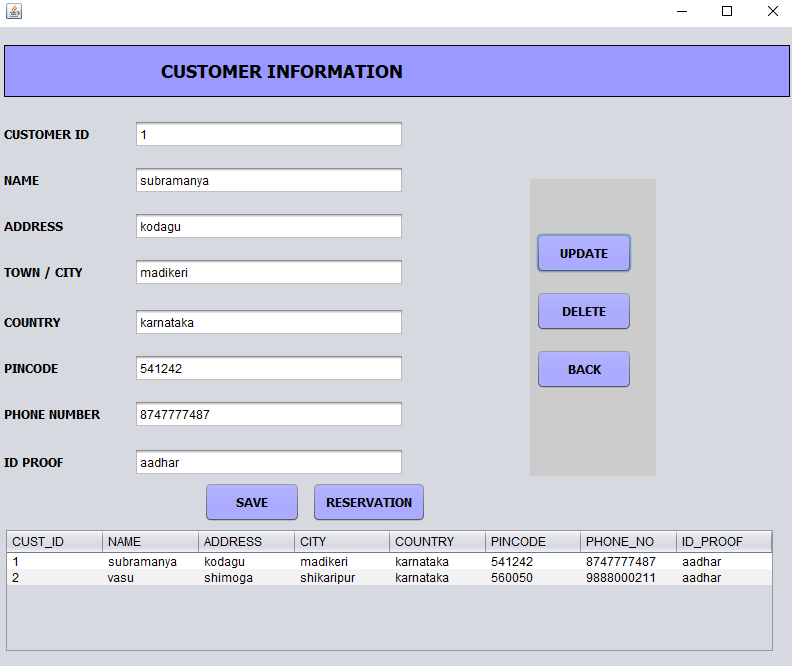 CUSTOMER INFORMATION
CUSTOMER ID 1
NAME subramanya
ADDRESS kodagu
TOWN / CITY madikeri
COUNTRY karnataka
PINCODE 541242
PHONE NUMBER 8747777487
ID PROOF aadhar
UPDATE
DELETE
BACK
SAVE RESERVATION
CUST_ID NAME ADDRESS CITY COUNTRY PINCODE PHONE_NO ID_PROOF
1 subramanya kodagu madikeri karnataka 541242 8747777487 aadhar
2 vasu shimoga shikaripur karnataka 560050 9888000211 aadhar